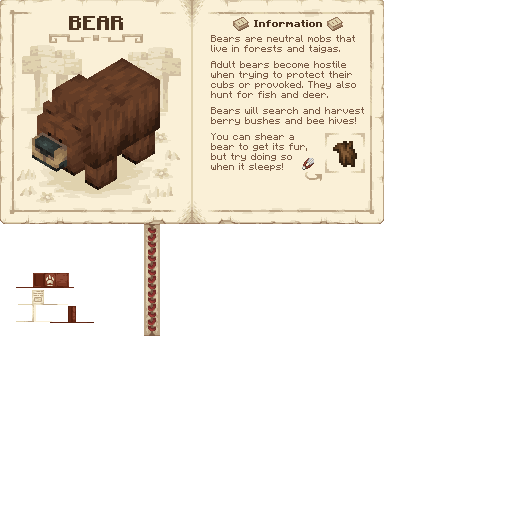 BEAR
Information
Bears are neutral mobs that
live in forests and taigas.
Adult bears become hostile
when trying to protect their
cubs or provoked. They also
hunt for fish and deer.
Bears will search and harvest
berry bushes and bee hives!
You can shear a
bear to get its fur,
but try doing so
when it sleeps!